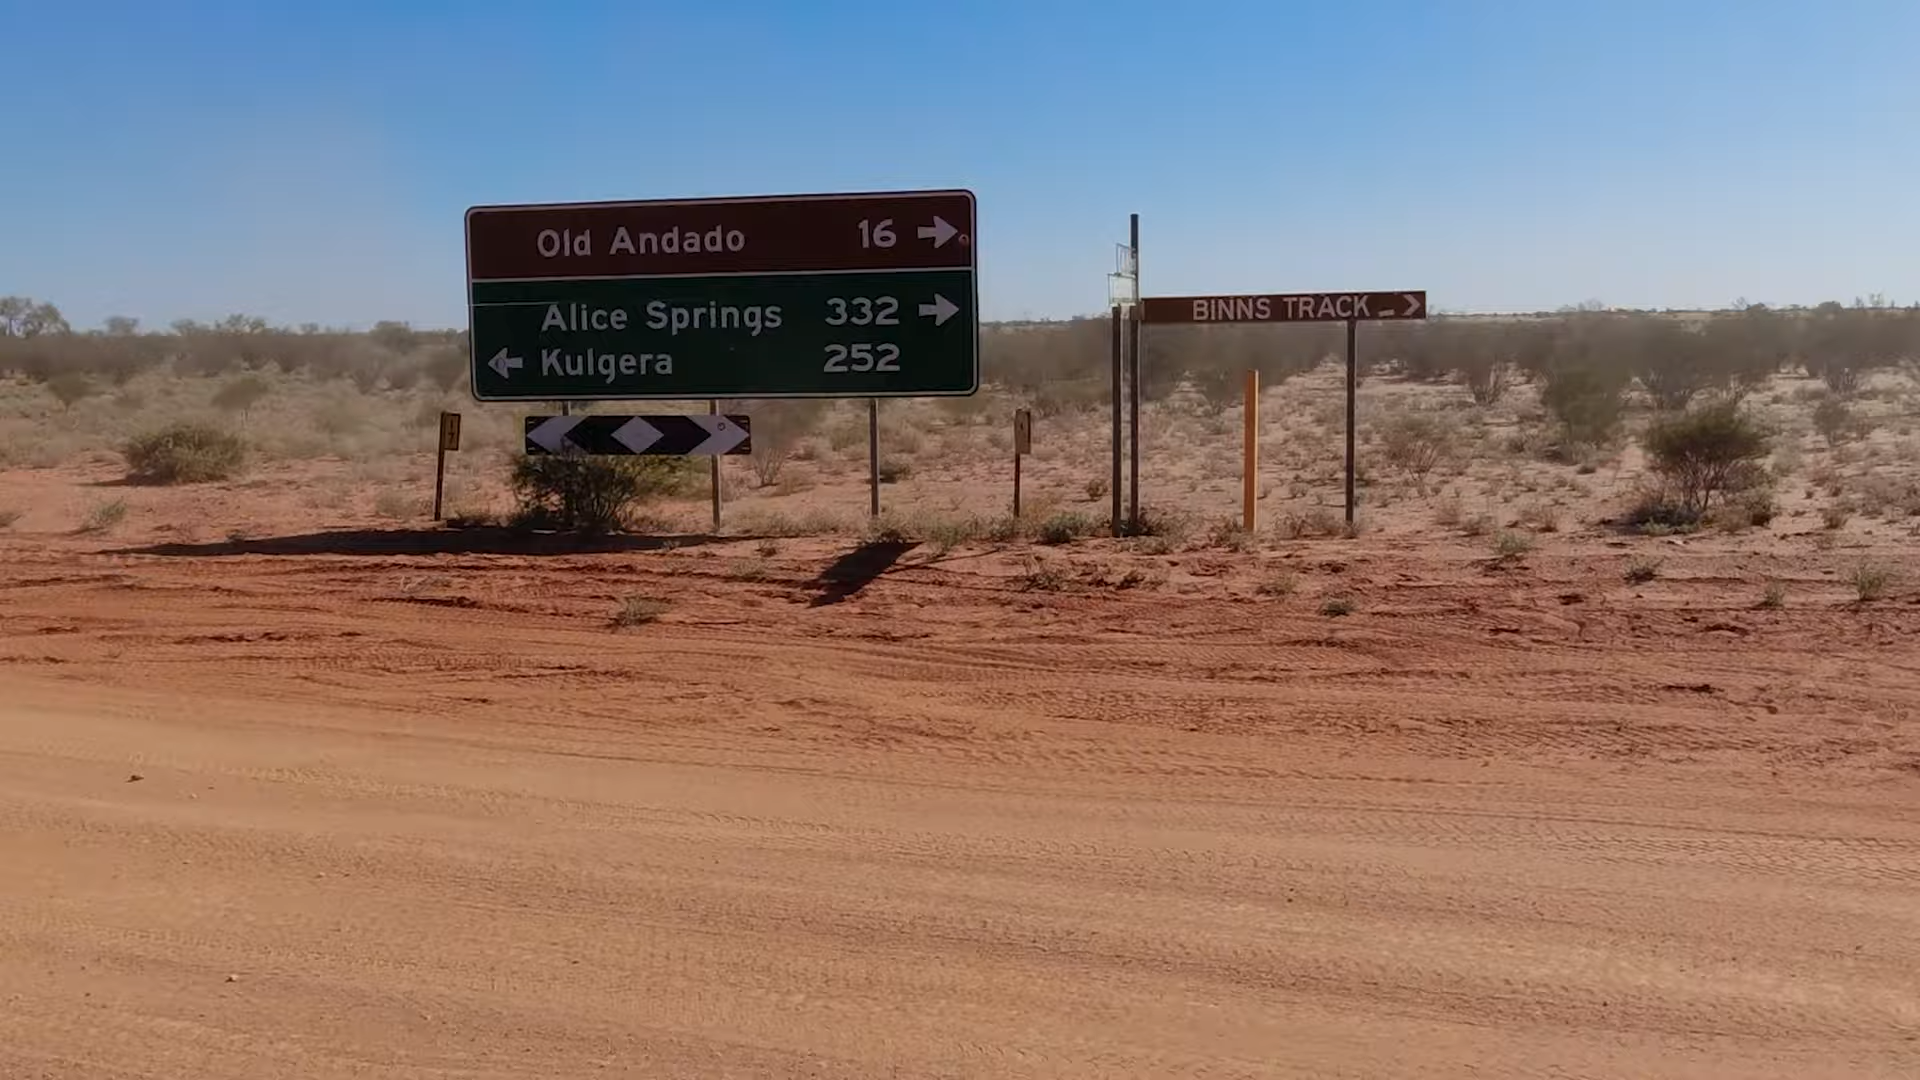 Old Andado 16
Alice Springs 332
Kulgera 252
BINNS TRACK